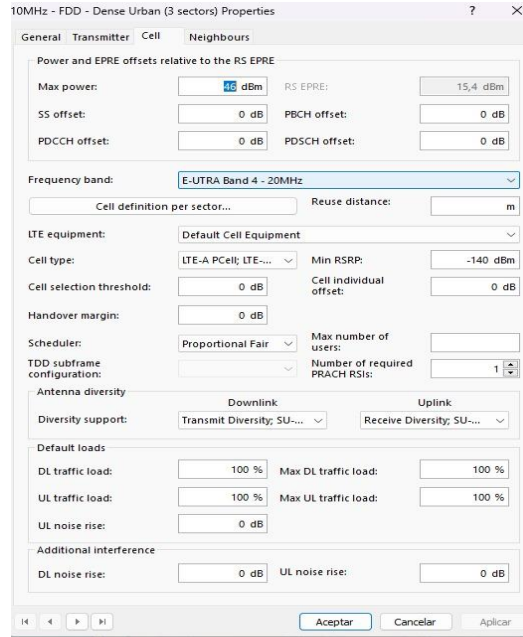 10MHz - FDD - Dense Urban (3 sectors) Properties ? ×
General Transmitter Cell Neighbours
Power and EPRE offsets relative to the RS EPRE
Max power: 46 dBm RS EPRE: 15,4 dBm
SS offset: 0 dB PBCH offset: 0 dB
PDCCH offset: 0 dB PDSCH offset: 0 dB
Frequency band: E-UTRA Band 4 - 20MHz
Cell definition per sector... Reuse distance: m
LTE equipment: Default Cell Equipment
Cell type: LTE-A PCell; LTE-... Min RSRP: -140 dBm
Cell selection threshold: 0 dB Cell individual
offset: 0 dB
Handover margin: 0 dB
Scheduler: Proportional Fair Max number of
users:
TDD subframe
configuration: Number of required
PRACH RSIs: 1
Antenna diversity
Downlink Uplink
Diversity support: Transmit Diversity; SU-... Receive Diversity; SU-...
Default loads
DL traffic load: 100 % Max DL traffic load: 100 %
UL traffic load: 100 % Max UL traffic load: 100 %
UL noise rise: 0 dB
Additional interference
DL noise rise: 0 dB UL noise rise: 0 dB
Aceptar Cancelar Aplicar